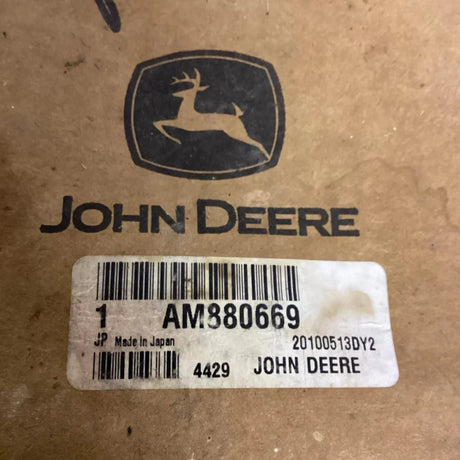 JOHN DEERE
1 AM880669
JP Made in Japan 20100513DY2
4429 JOHN DEERE